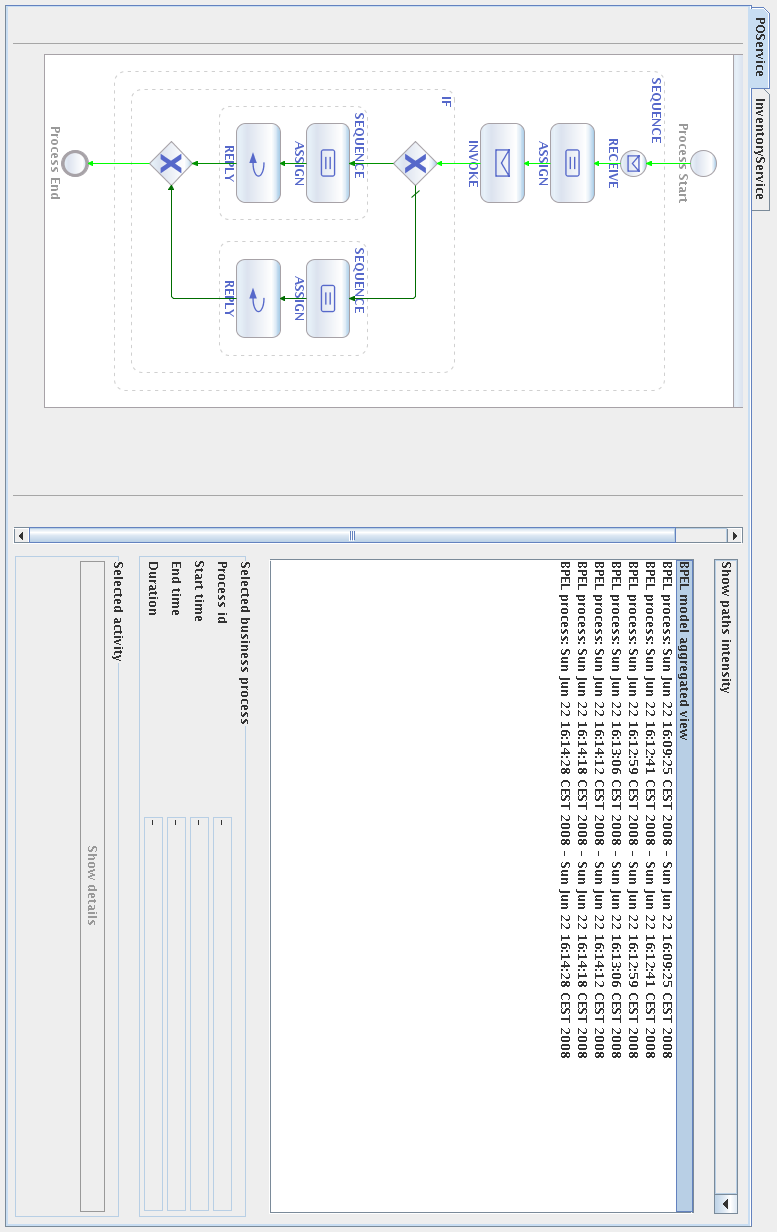 POService
InventoryService
Process Start
SEQUENCE
RECEIVE
ASSIGN
INVOKE
IF
SEQUENCE
ASSIGN
REPLY
SEQUENCE
ASSIGN
REPLY
Process End
Show paths intensity
BPEL model aggregated view
BPEL process: Sun Jun 22 16:09:25 CEST 2008 - Sun Jun 22 16:09:25 CEST 2008
BPEL process: Sun Jun 22 16:12:41 CEST 2008 - Sun Jun 22 16:12:41 CEST 2008
BPEL process: Sun Jun 22 16:12:59 CEST 2008 - Sun Jun 22 16:12:59 CEST 2008
BPEL process: Sun Jun 22 16:13:06 CEST 2008 - Sun Jun 22 16:13:06 CEST 2008
BPEL process: Sun Jun 22 16:14:12 CEST 2008 - Sun Jun 22 16:14:12 CEST 2008
BPEL process: Sun Jun 22 16:14:18 CEST 2008 - Sun Jun 22 16:14:18 CEST 2008
BPEL process: Sun Jun 22 16:14:28 CEST 2008 - Sun Jun 22 16:14:28 CEST 2008
Selected business process
Process id -
Start time -
End time -
Duration -
Selected activity
Show details